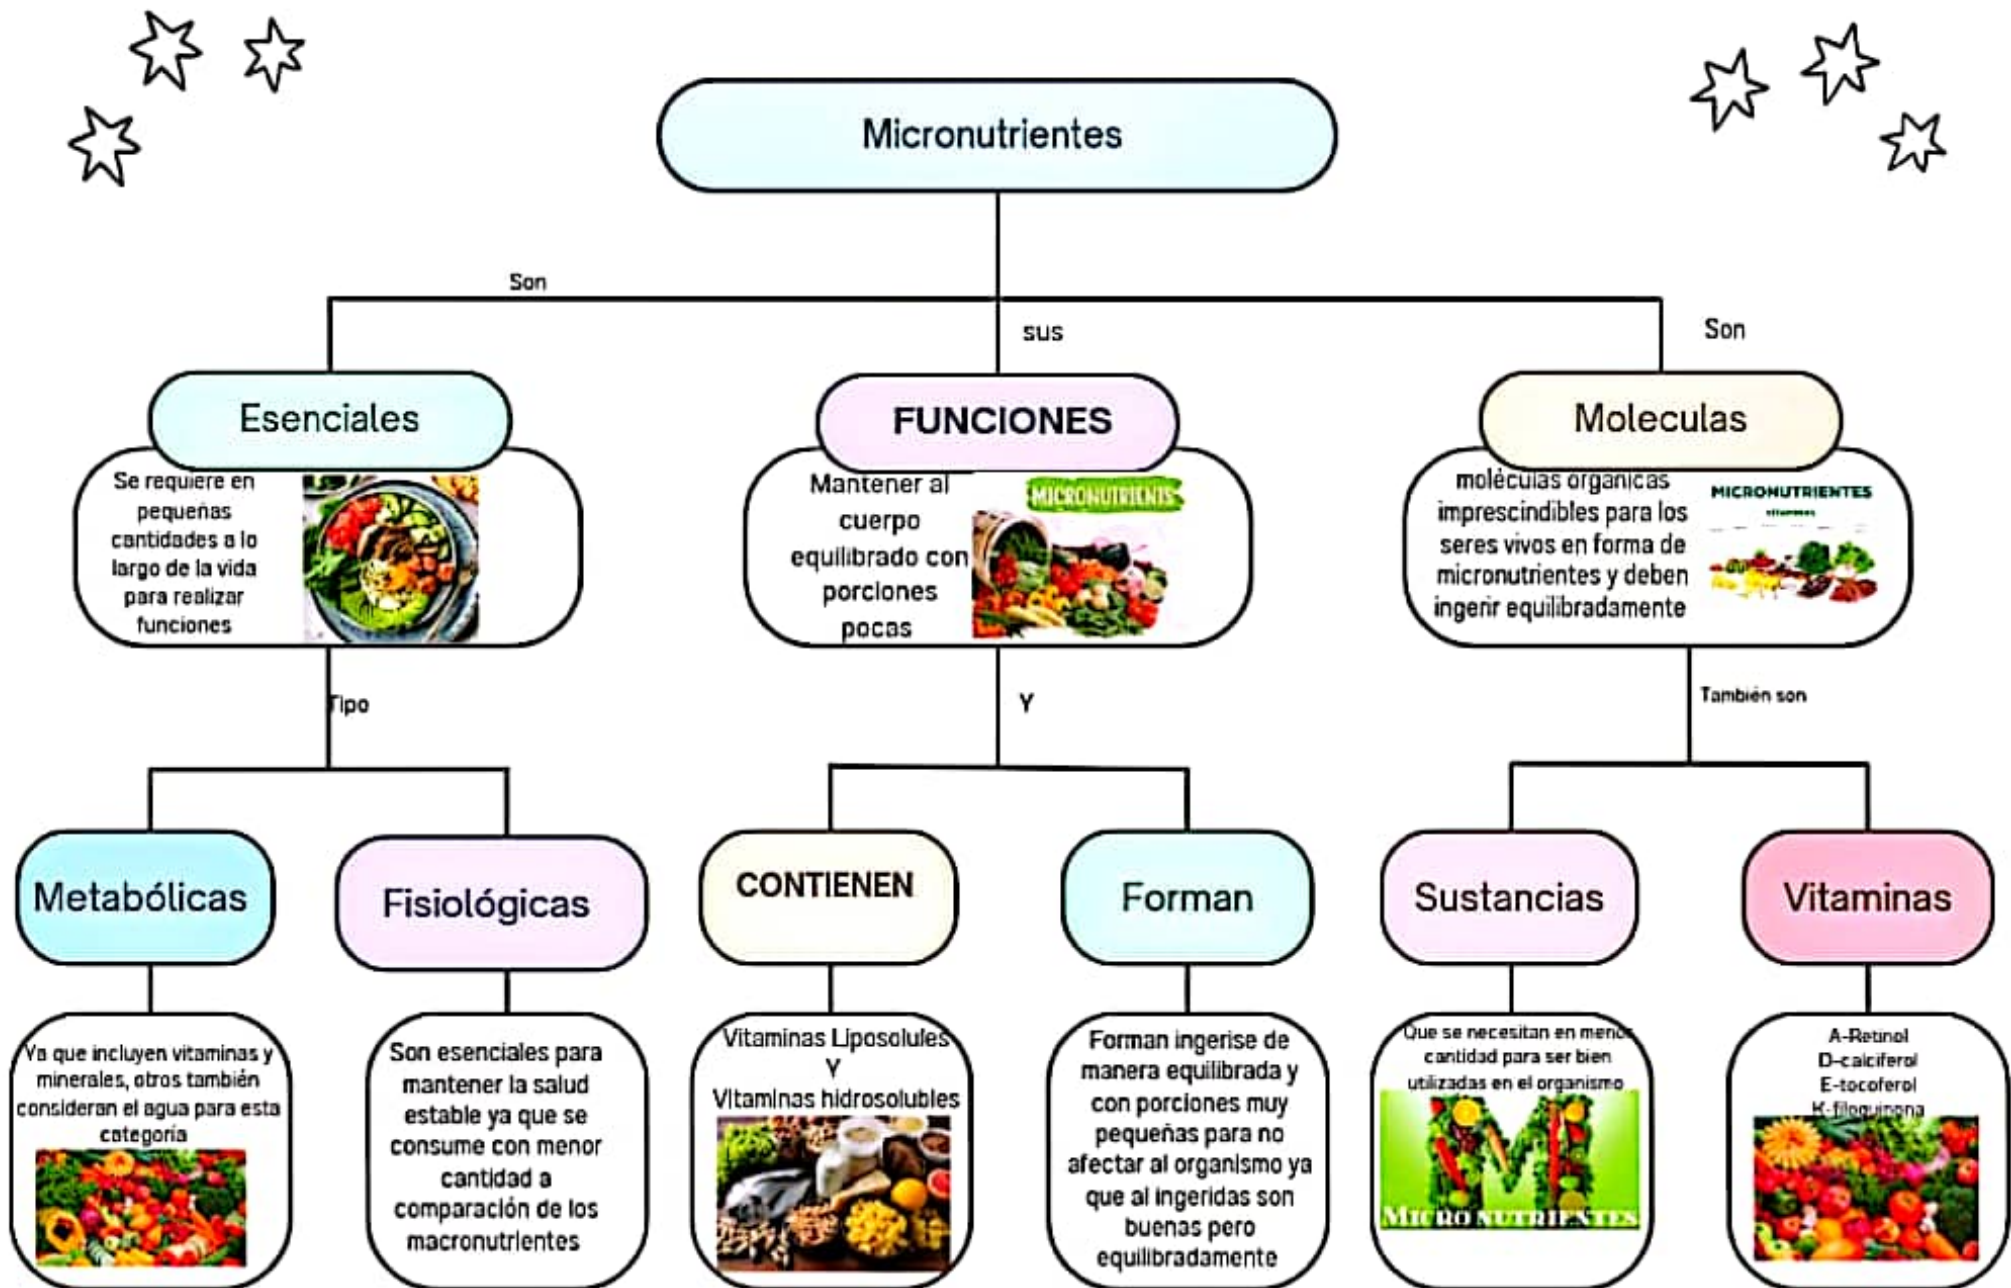 Micronutrientes
Son
sus
Son
Esenciales
Se requiere en
pequeñas
cantidades a lo
largo de la vida
para realizar
funciones
FUNCIONES
Mantener al
cuerpo
equilibrado con
porciones
pocas
MICRONUTRIENTS
Moleculas
moléculas organicas
imprescindibles para los
seres vivos en forma de
micronutrientes y deben
ingerir equilibradamente
MICRONUTRIENTES
vitaminas
Tipo
Y
También son
Metabólicas
Fisiológicas
CONTIENEN
Forman
Sustancias
Vitaminas
Ya que incluyen vitaminas y
minerales, otros también
consideran el agua para esta
categoría
Son esenciales para
mantener la salud
estable ya que se
consume con menor
cantidad a
comparación de los
macronutrientes
Vitaminas Liposolules
Y
Vitaminas hidrosolubles
Forman ingerise de
manera equilibrada y
con porciones muy
pequeñas para no
afectar al organismo ya
que al ingeridas son
buenas pero
equilibradamente
Que se necesitan en menos
cantidad para ser bien
utilizadas en el organismo
M
MICRO NUTRIENTES
A-Retinol
D-calciferol
E-tocoferol
K-filoquinona